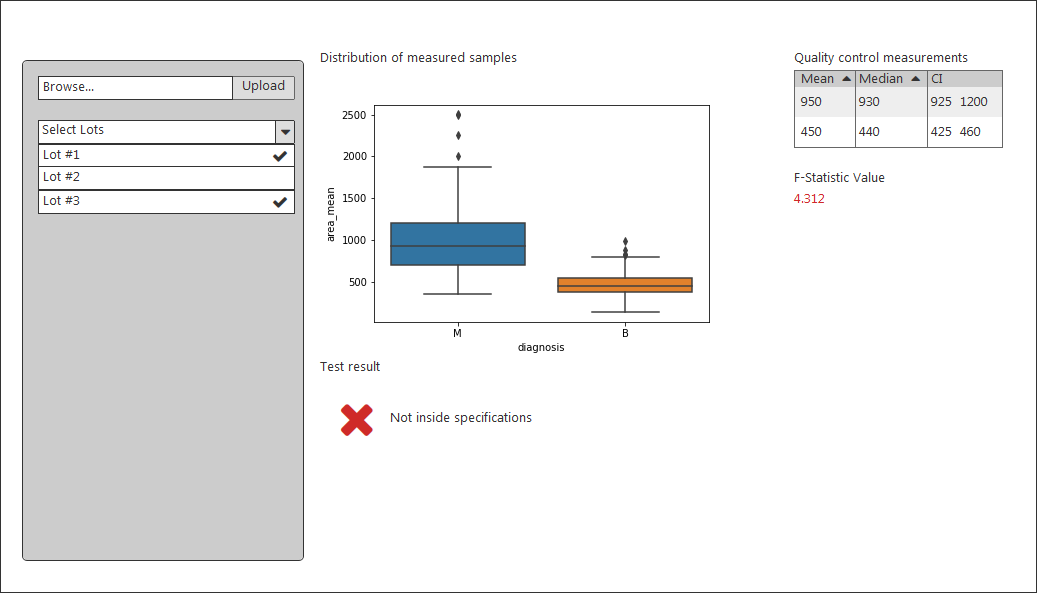 Browse...
Upload
Select Lots
Lot #1
Lot #2
Lot #3
Distribution of measured samples
2500
2000
1500
1000
500
area_mean
M
B
diagnosis
Test result
Not inside specifications
Quality control measurements
Mean Median CI
950 930 925 1200
450 440 425 460
F-Statistic Value
4.312